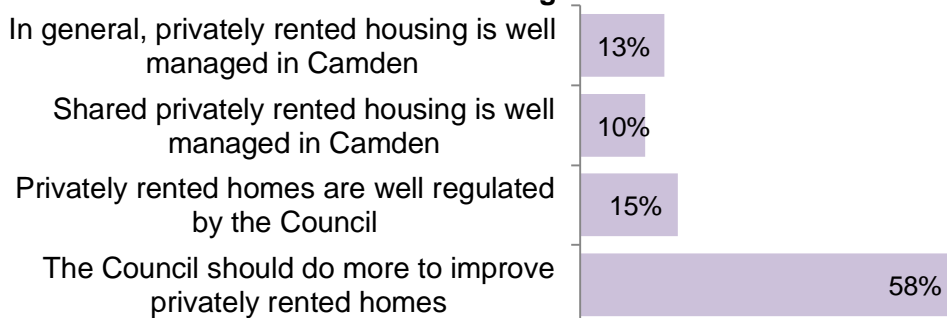 In general, privately rented housing is well
managed in Camden
13%
Shared privately rented housing is well
managed in Camden
10%
Privately rented homes are well regulated
by the Council
15%
The Council should do more to improve
privately rented homes
58%